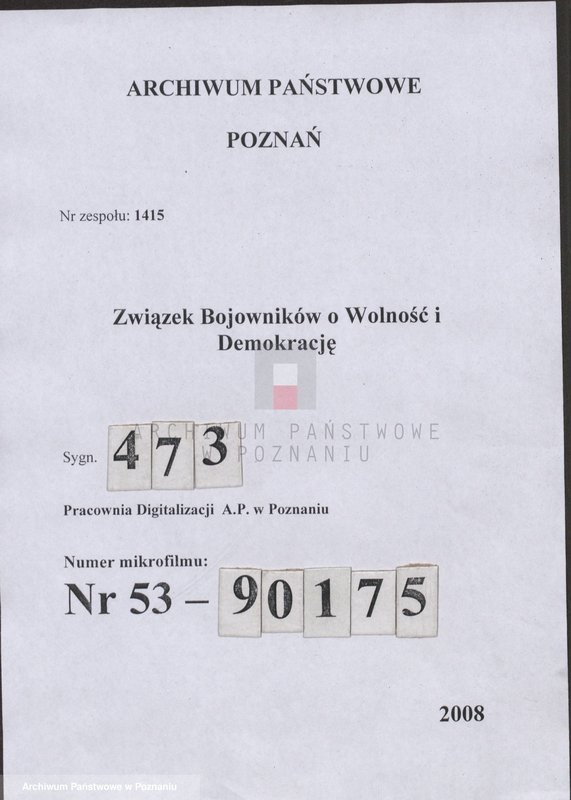 ARCHIWUM PAŃSTWOWE
POZNAŃ
Nr zespołu: 1415
Związek Bojowników o Wolność i
Demokrację
ARCHIWUM PAŃSTWOWE
W POZNANIU
Sygn. 473
Pracownia Digitalizacji A.P. w Poznaniu
Numer mikrofilmu:
Nr 53 – 90175
2008
Archiwum Państwowe w Poznaniu